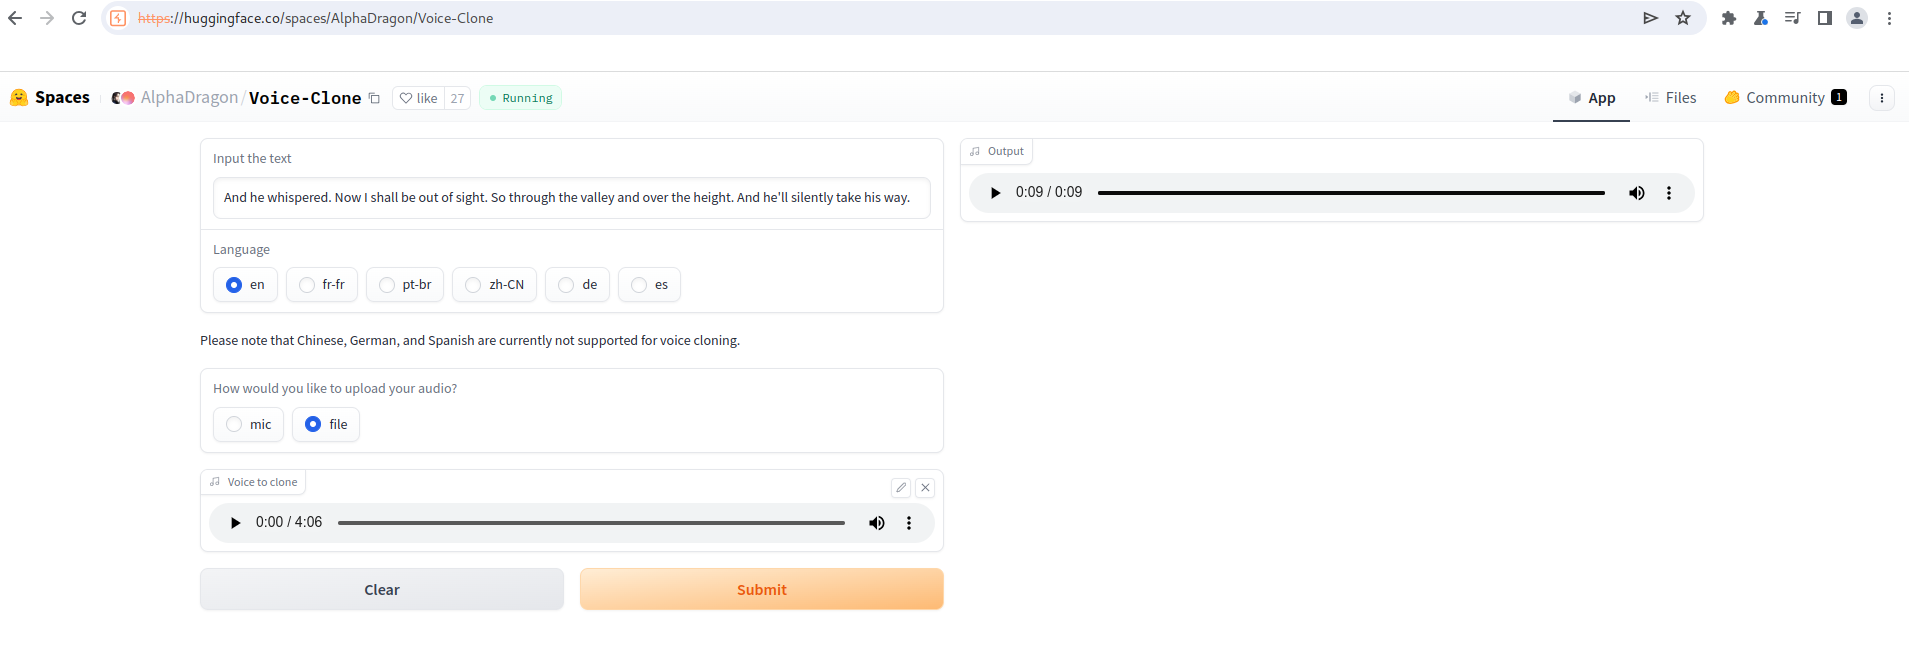 https://huggingface.co/spaces/AlphaDragon/Voice-Clone
Spaces AlphaDragon/Voice-Clone like 27 Running App Files Community 1
Input the text
And he whispered. Now I shall be out of sight. So through the valley and over the height. And he'll silently take his way.
Language
en fr-fr pt-br zh-CN de es
Please note that Chinese, German, and Spanish are currently not supported for voice cloning.
How would you like to upload your audio?
mic file
Voice to clone
0:00 / 4:06
Clear Submit
Output
0:09 / 0:09